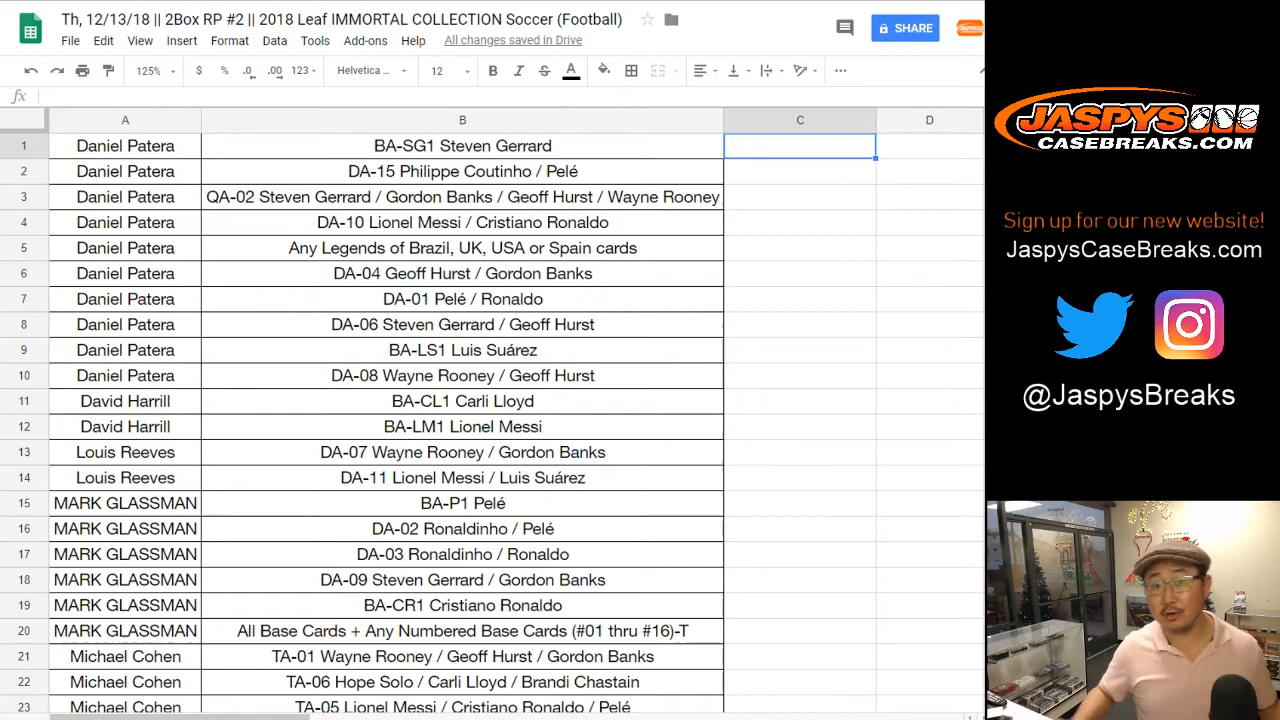 Th, 12/13/18 || 2Box RP #2 || 2018 Leaf IMMORTAL COLLECTION Soccer (Football)
File Edit View Insert Format Data Tools Add-ons Help All changes saved in Drive
SHARE
125% $ % .0 .00 123 Helvetica ... 12 B I S A
fx
A B C D
1 Daniel Patera BA-SG1 Steven Gerrard
2 Daniel Patera DA-15 Philippe Coutinho / Pelé
3 Daniel Patera QA-02 Steven Gerrard / Gordon Banks / Geoff Hurst / Wayne Rooney
4 Daniel Patera DA-10 Lionel Messi / Cristiano Ronaldo
5 Daniel Patera Any Legends of Brazil, UK, USA or Spain cards
6 Daniel Patera DA-04 Geoff Hurst / Gordon Banks
7 Daniel Patera DA-01 Pelé / Ronaldo
8 Daniel Patera DA-06 Steven Gerrard / Geoff Hurst
9 Daniel Patera BA-LS1 Luis Suárez
10 Daniel Patera DA-08 Wayne Rooney / Geoff Hurst
11 David Harrill BA-CL1 Carli Lloyd
12 David Harrill BA-LM1 Lionel Messi
13 Louis Reeves DA-07 Wayne Rooney / Gordon Banks
14 Louis Reeves DA-11 Lionel Messi / Luis Suárez
15 MARK GLASSMAN BA-P1 Pelé
16 MARK GLASSMAN DA-02 Ronaldinho / Pelé
17 MARK GLASSMAN DA-03 Ronaldinho / Ronaldo
18 MARK GLASSMAN DA-09 Steven Gerrard / Gordon Banks
19 MARK GLASSMAN BA-CR1 Cristiano Ronaldo
20 MARK GLASSMAN All Base Cards + Any Numbered Base Cards (#01 thru #16)-T
21 Michael Cohen TA-01 Wayne Rooney / Geoff Hurst / Gordon Banks
22 Michael Cohen TA-06 Hope Solo / Carli Lloyd / Brandi Chastain
23 Michael Cohen TA-05 Lionel Messi / Cristiano Ronaldo / Pelé
JASPYS
CASEBREAKS.COM
Sign up for our new website!
JaspysCaseBreaks.com
@JaspysBreaks